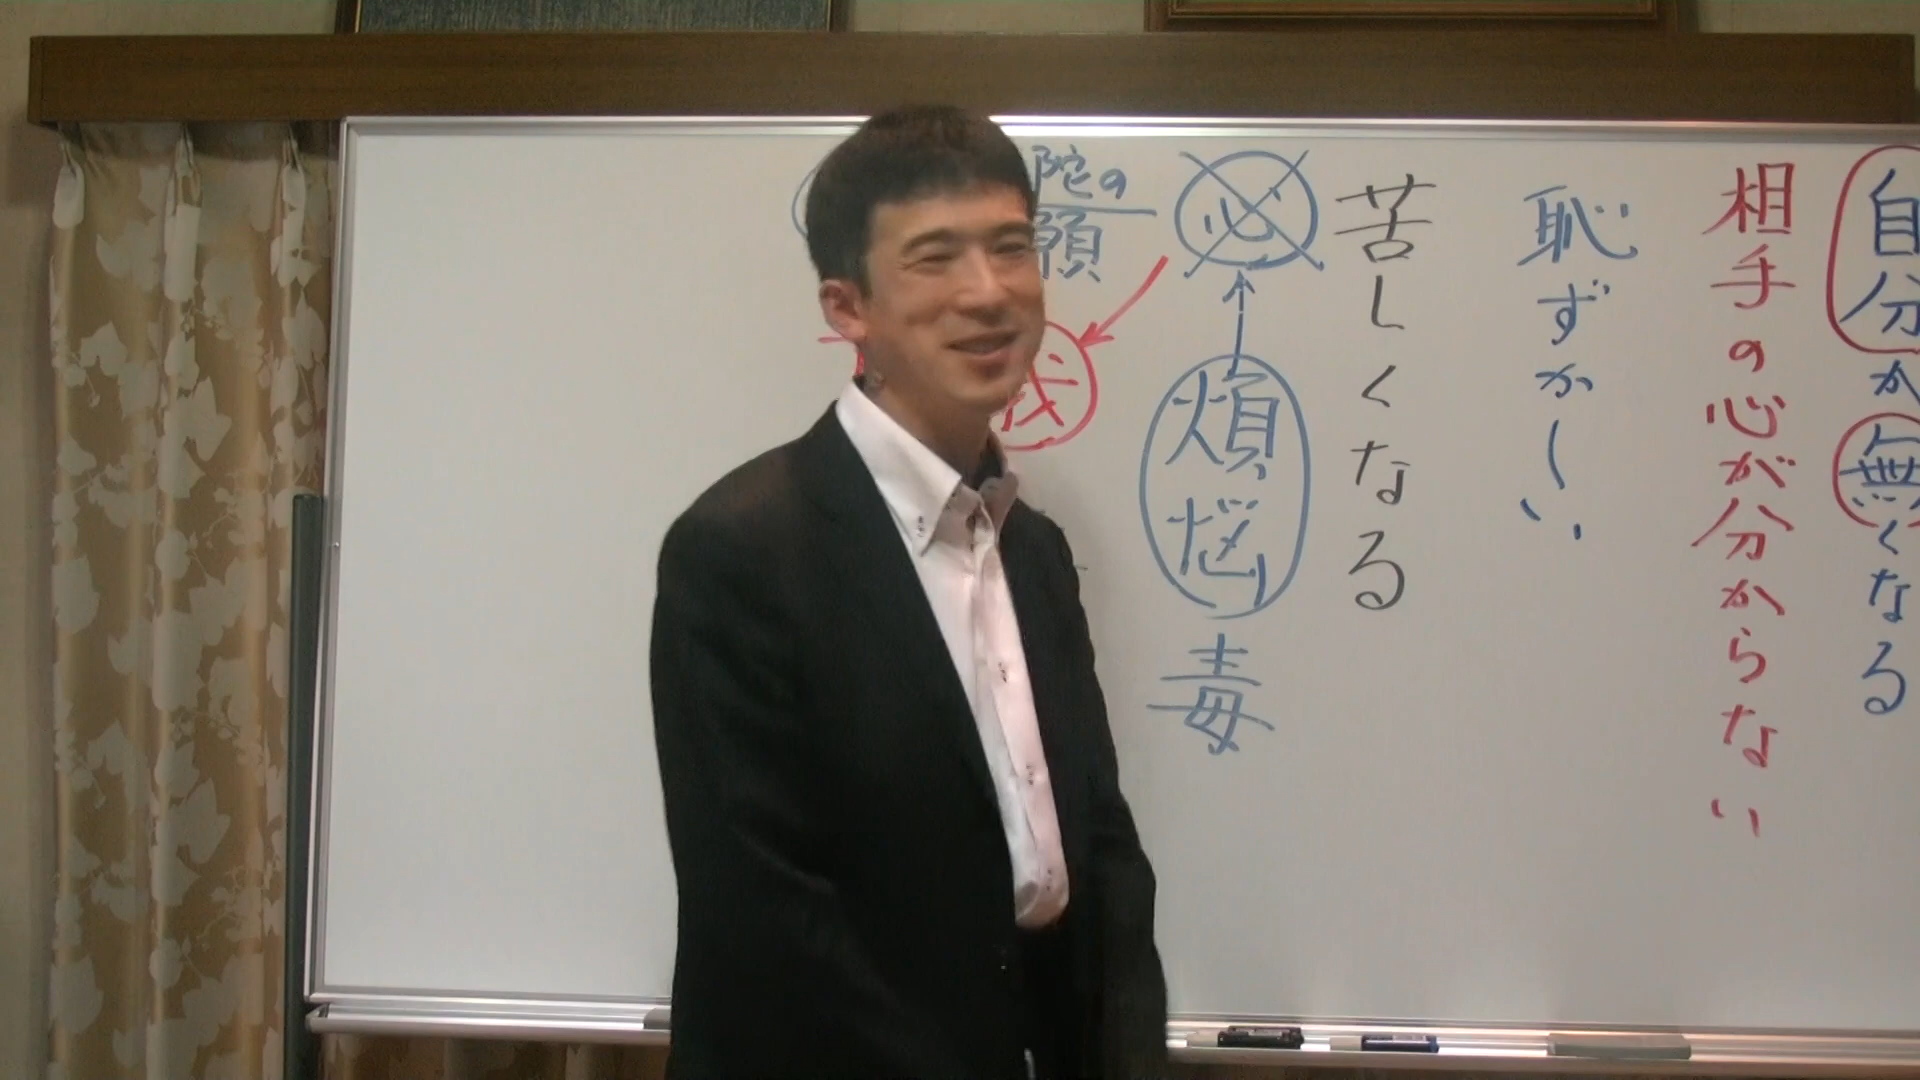 自分が無くなる
相手の心が分からない
恥ずかしい
苦しくなる
心
煩悩
毒
陀の
願